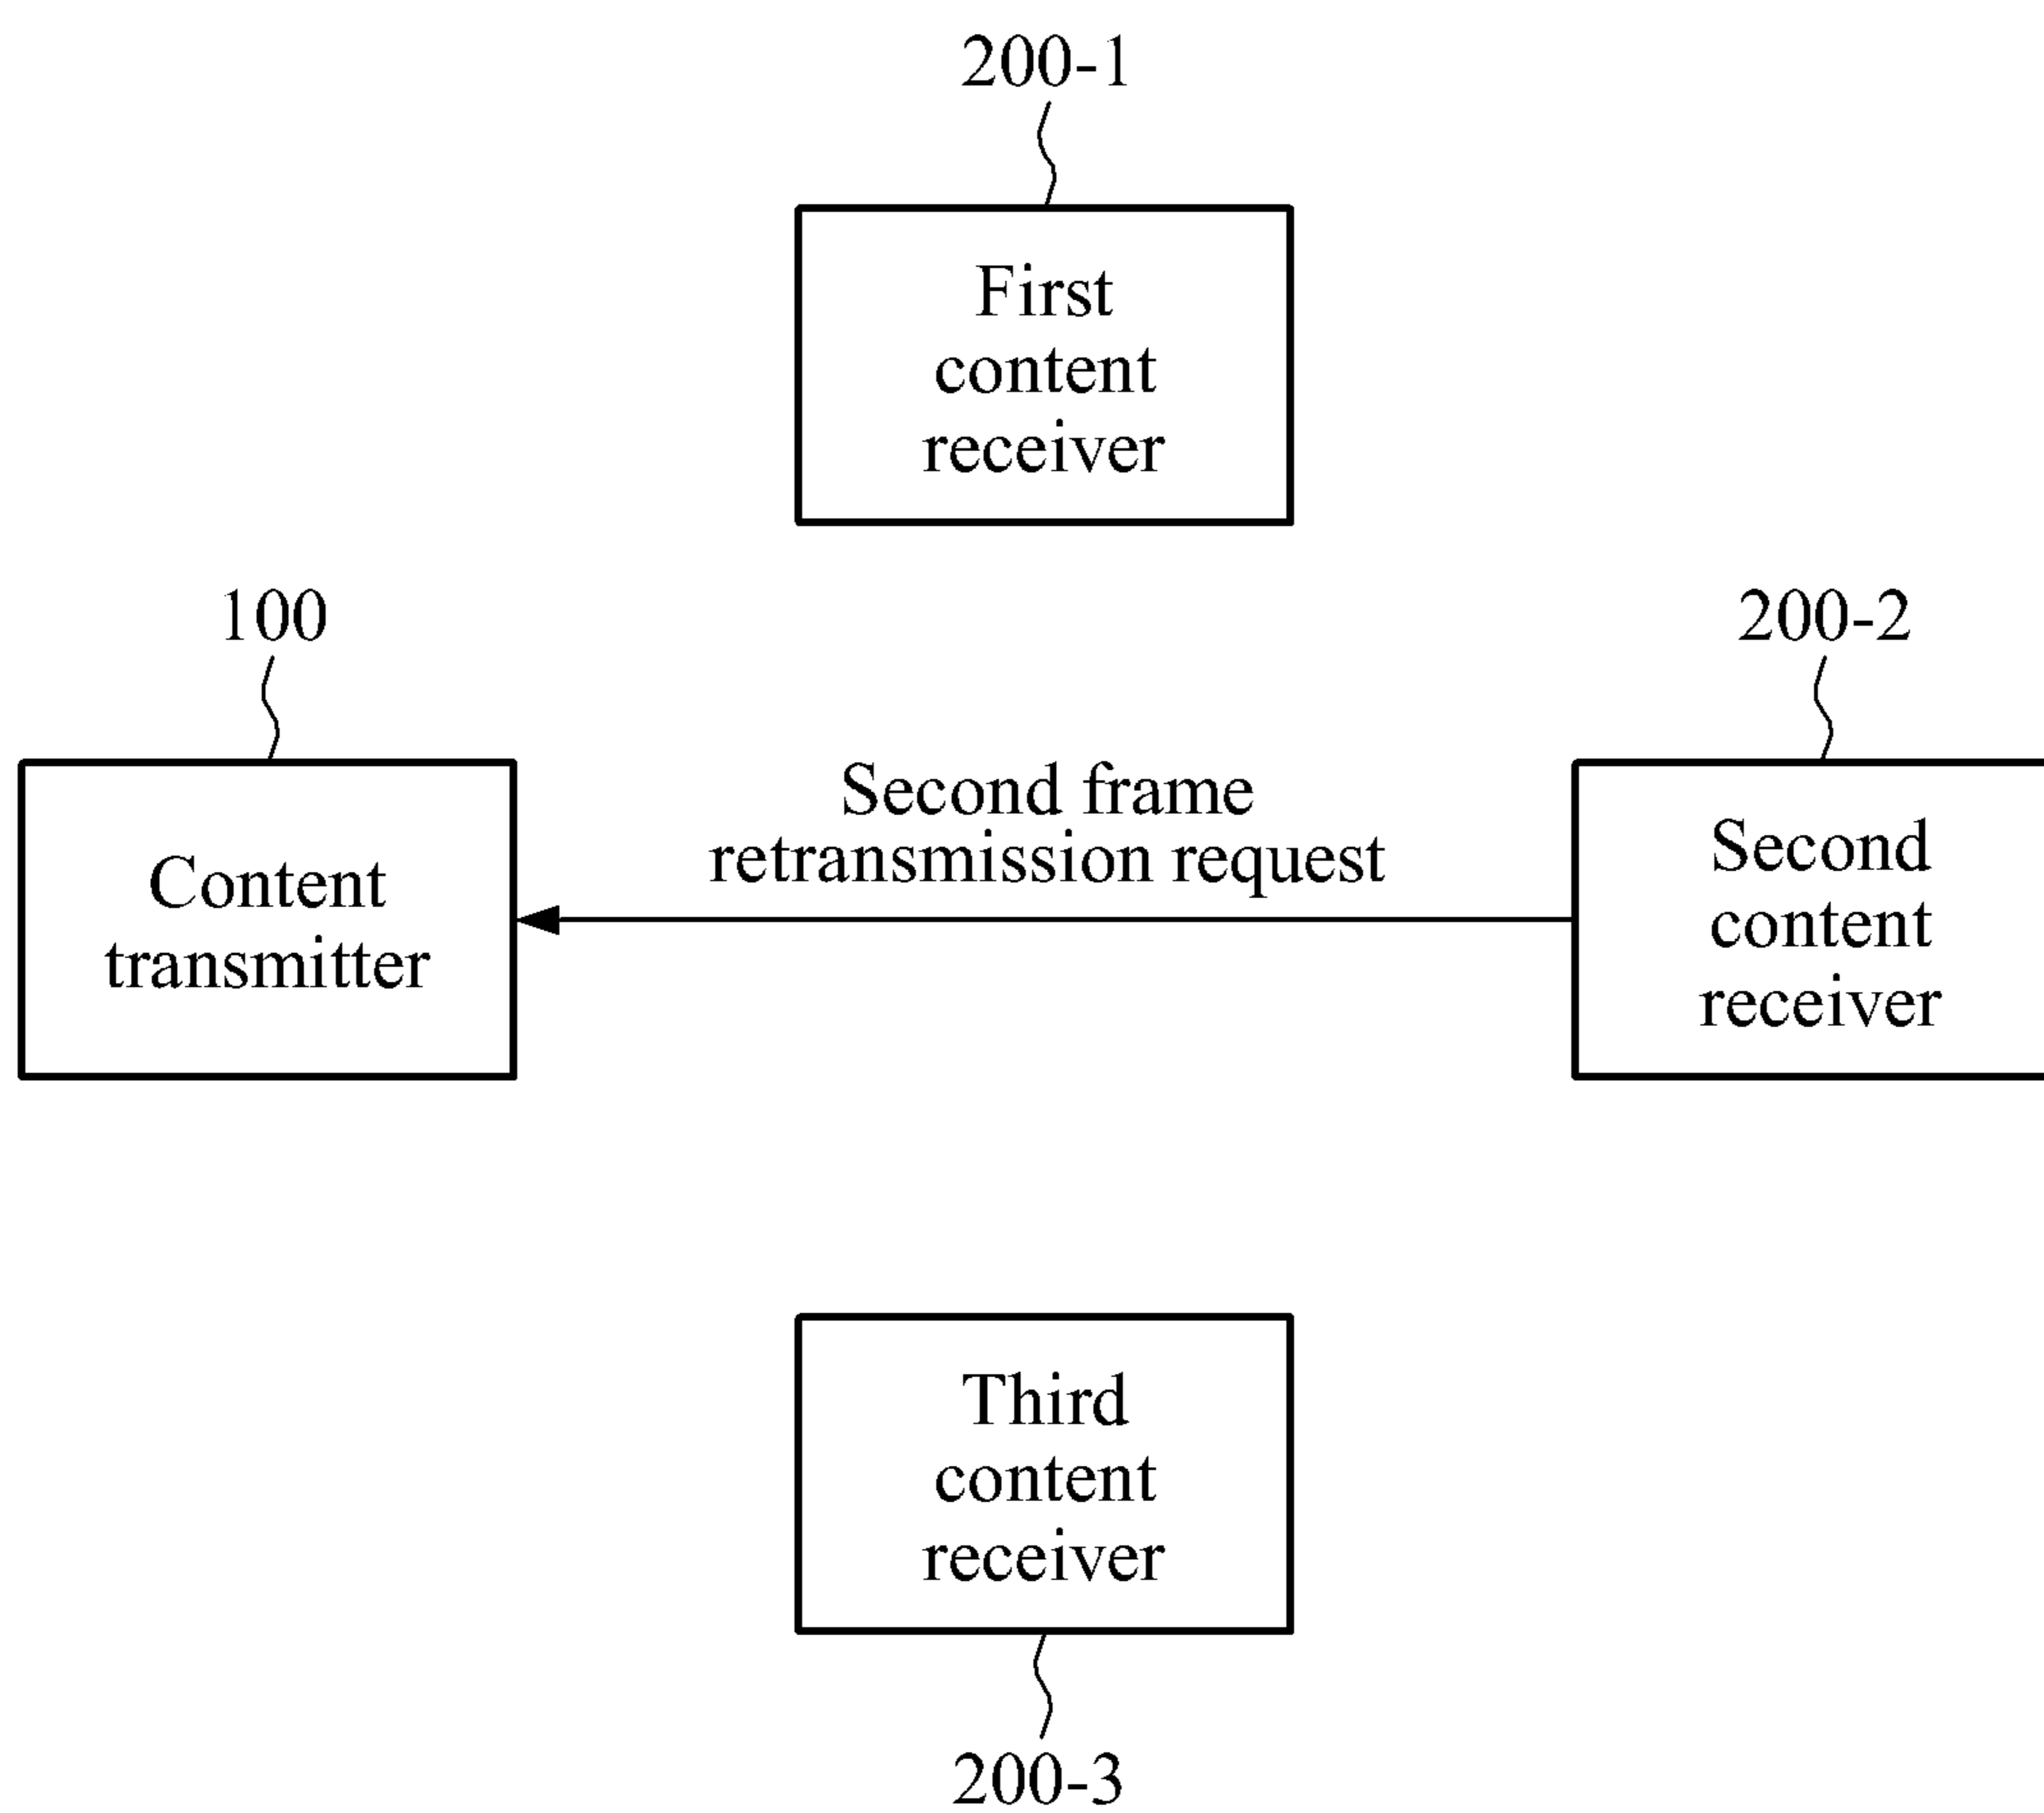 200-1
First
content
receiver
100
200-2
Second frame
retransmission request
Content
transmitter
Second
content
receiver
Third
content
receiver
200-3